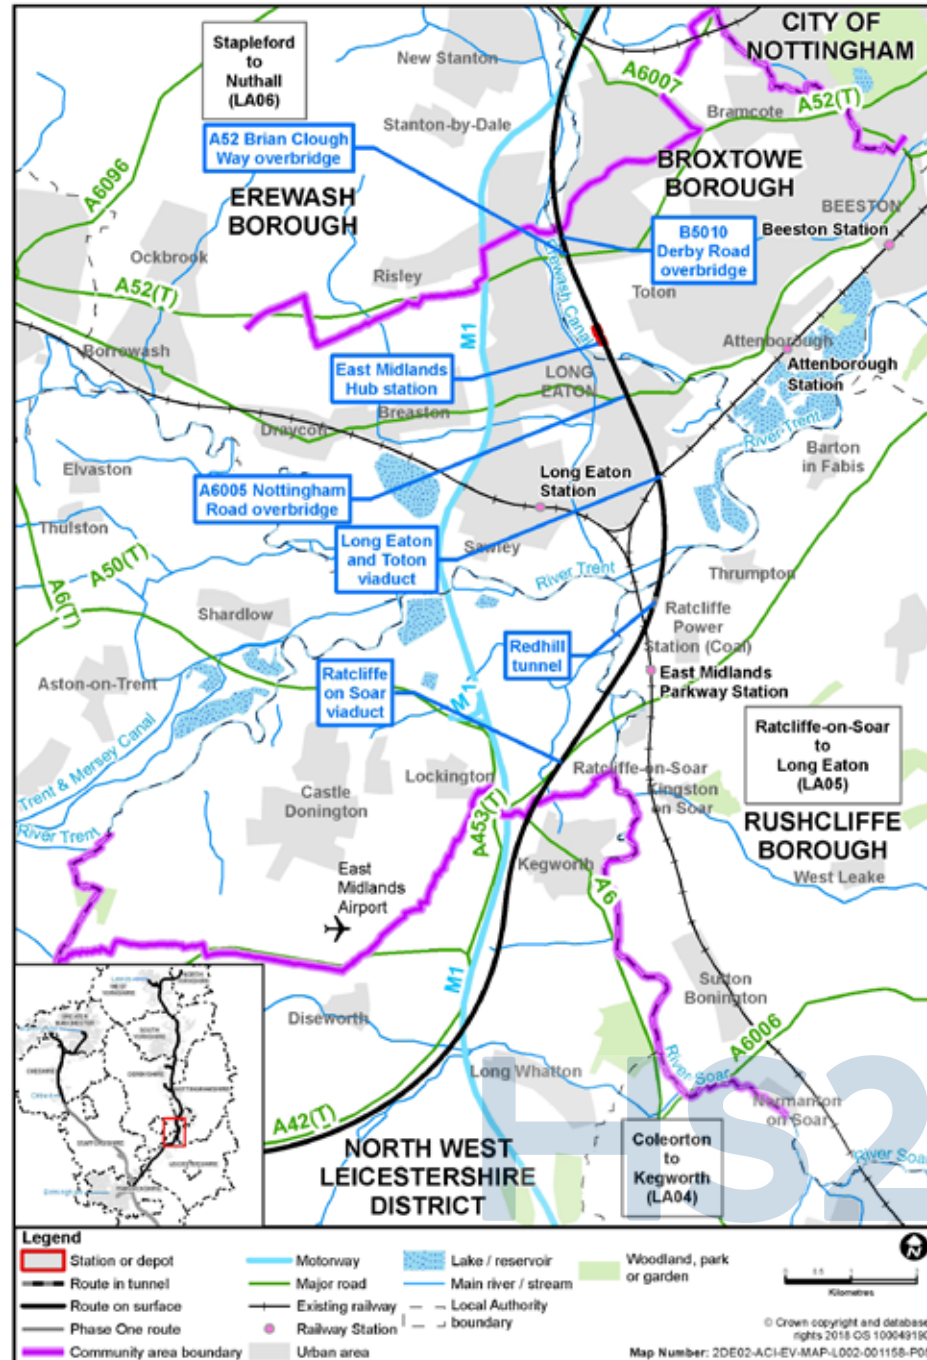 CITY OF
NOTTINGHAM
Stapleford
to
Nuthall
(LA06)
New Stanton
A6007
Bramcote
A52(T)
Stanton-by-Dale
A52 Brian Clough
Way overbridge
BROXTOWE
BOROUGH
A6096
EREWASH
BOROUGH
BEESTON
Beeston Station
B5010
Derby Road
overbridge
Ockbrook
Risley
A52(T)
Erewash Canal
Toton
M1
Borrowash
Attenborough
Attenborough
Station
East Midlands
Hub station
LONG
EATON
Breaston
Draycott
River Trent
Barton
in Fabis
Elvaston
Long Eaton
Station
A6005 Nottingham
Road overbridge
Thulston
Long Eaton
and Toton
viaduct
Sawley
A50(T)
River Trent
Thrumpton
A6(T)
Shardlow
Ratcliffe
Power
Station (Coal)
Redhill
tunnel
East Midlands
Parkway Station
Ratcliffe
on Soar
viaduct
Aston-on-Trent
M1
Ratcliffe-on-Soar
to
Long Eaton
(LA05)
Trent & Mersey Canal
Lockington
Ratcliffe-on-Soar
Kingston
on Soar
Castle
Donington
A453(T)
River Trent
RUSHCLIFFE
BOROUGH
Kegworth
West Leake
East
Midlands
Airport
A6
M1
Sutton
Bonington
Diseworth
A6006
Long Whatton
River Soar
Normanton
on Soar
A42(T)
NORTH WEST
LEICESTERSHIRE
DISTRICT
Coleorton
to
Kegworth
(LA04)
River Soar
HS2
Legend
Station or depot
Route in tunnel
Route on surface
Phase One route
Community area boundary
Motorway
Major road
Existing railway
Railway Station
Urban area
Lake / reservoir
Main river / stream
Local Authority
boundary
Woodland, park
or garden
N
Kilometres
© Crown copyright and database
rights 2018 OS 100049190
Map Number: 2DE02-ACI-EV-MAP-L002-001158-P05